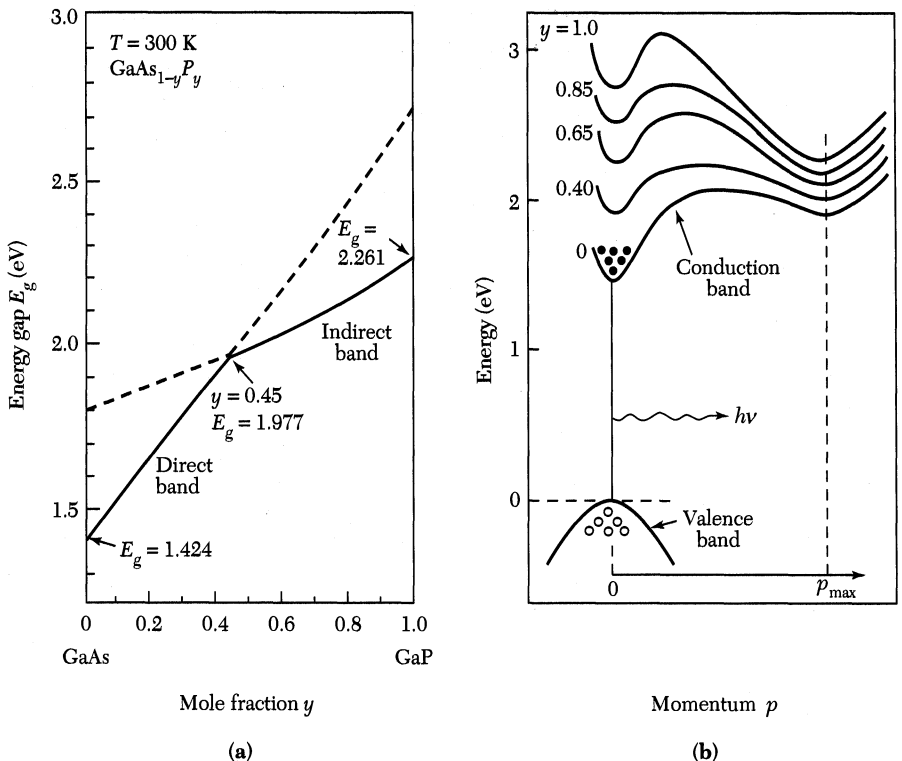 3.0
T = 300 K
GaAs1−yPy
2.5
Eg =
2.261
2.0
Indirect
band
y = 0.45
Eg = 1.977
Direct
band
1.5
Eg = 1.424
Energy gap Eg (eV)
0 0.2 0.4 0.6 0.8 1.0
GaAs GaP
Mole fraction y
(a)
y = 1.0
3
0.85
0.65
0.40
2
0
Conduction
band
Energy (eV)
1
hν
0
Valence
band
0 pmax
Momentum p
(b)